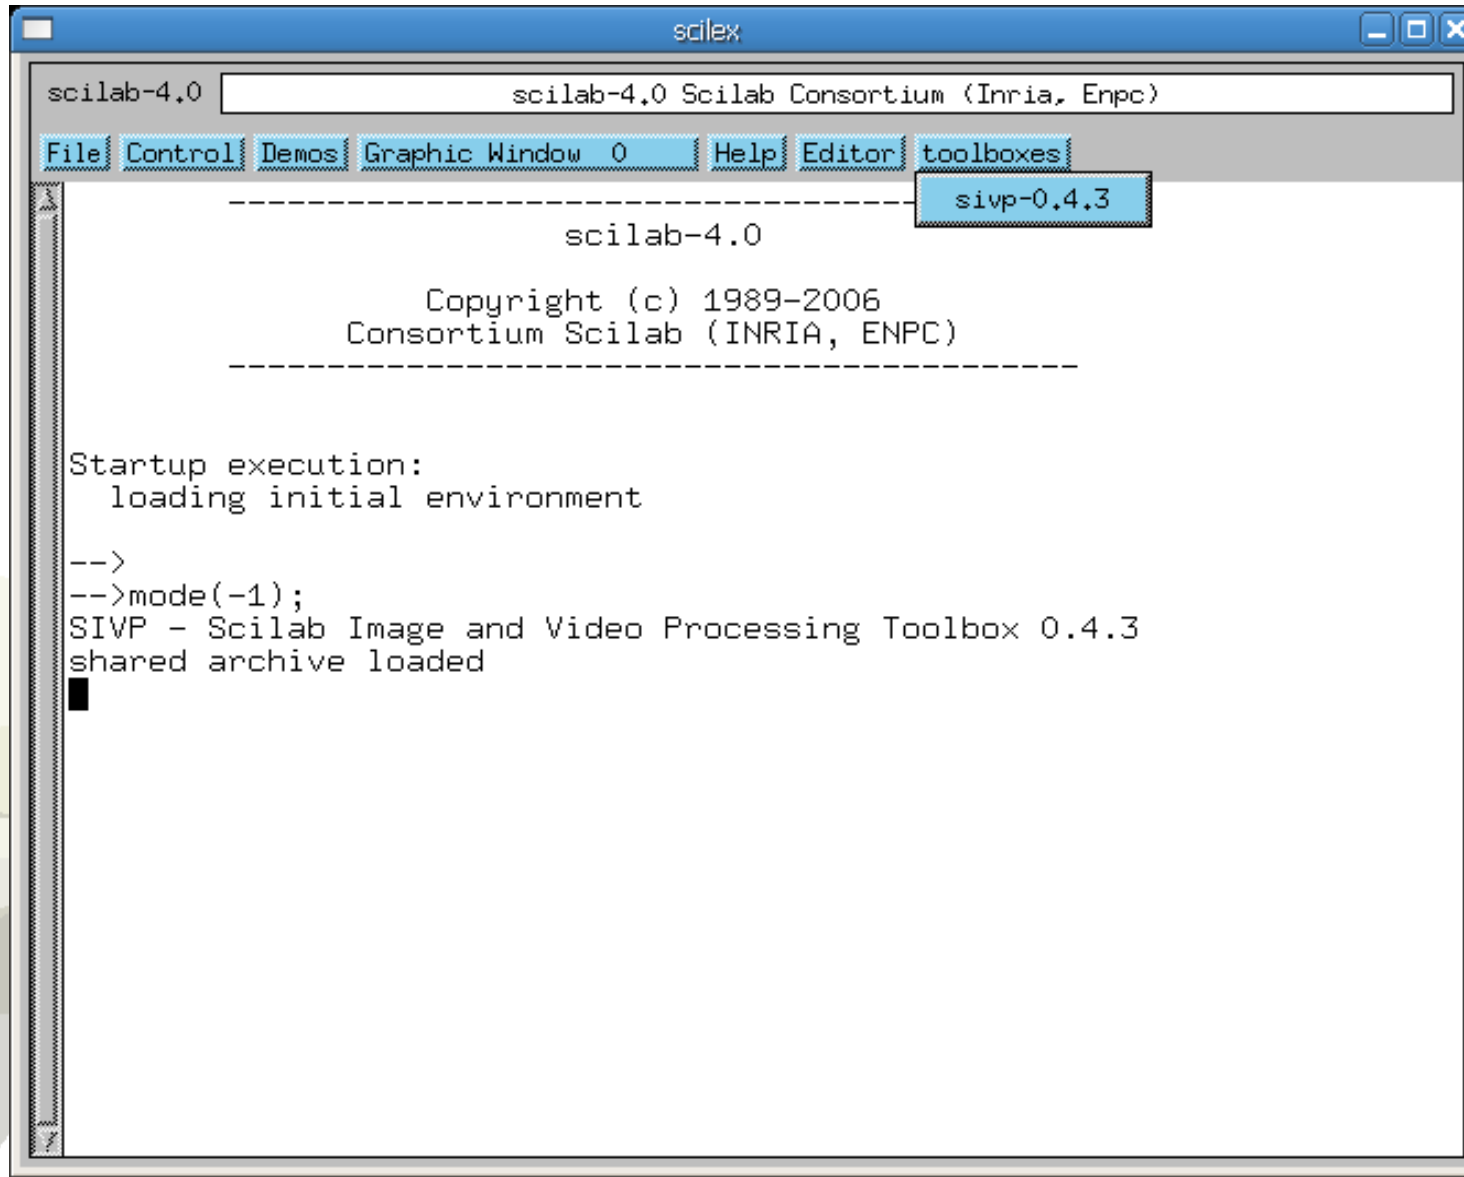 scilex
scilab-4.0 scilab-4.0 Scilab Consortium (Inria, Enpc)
File Control Demos Graphic Window 0 Help Editor toolboxes
sivp-0.4.3
-----------------------------------
scilab-4.0
Copyright (c) 1989-2006
Consortium Scilab (INRIA, ENPC)
-------------------------------------------
Startup execution:
loading initial environment
-->
-->mode(-1);
SIVP - Scilab Image and Video Processing Toolbox 0.4.3
shared archive loaded